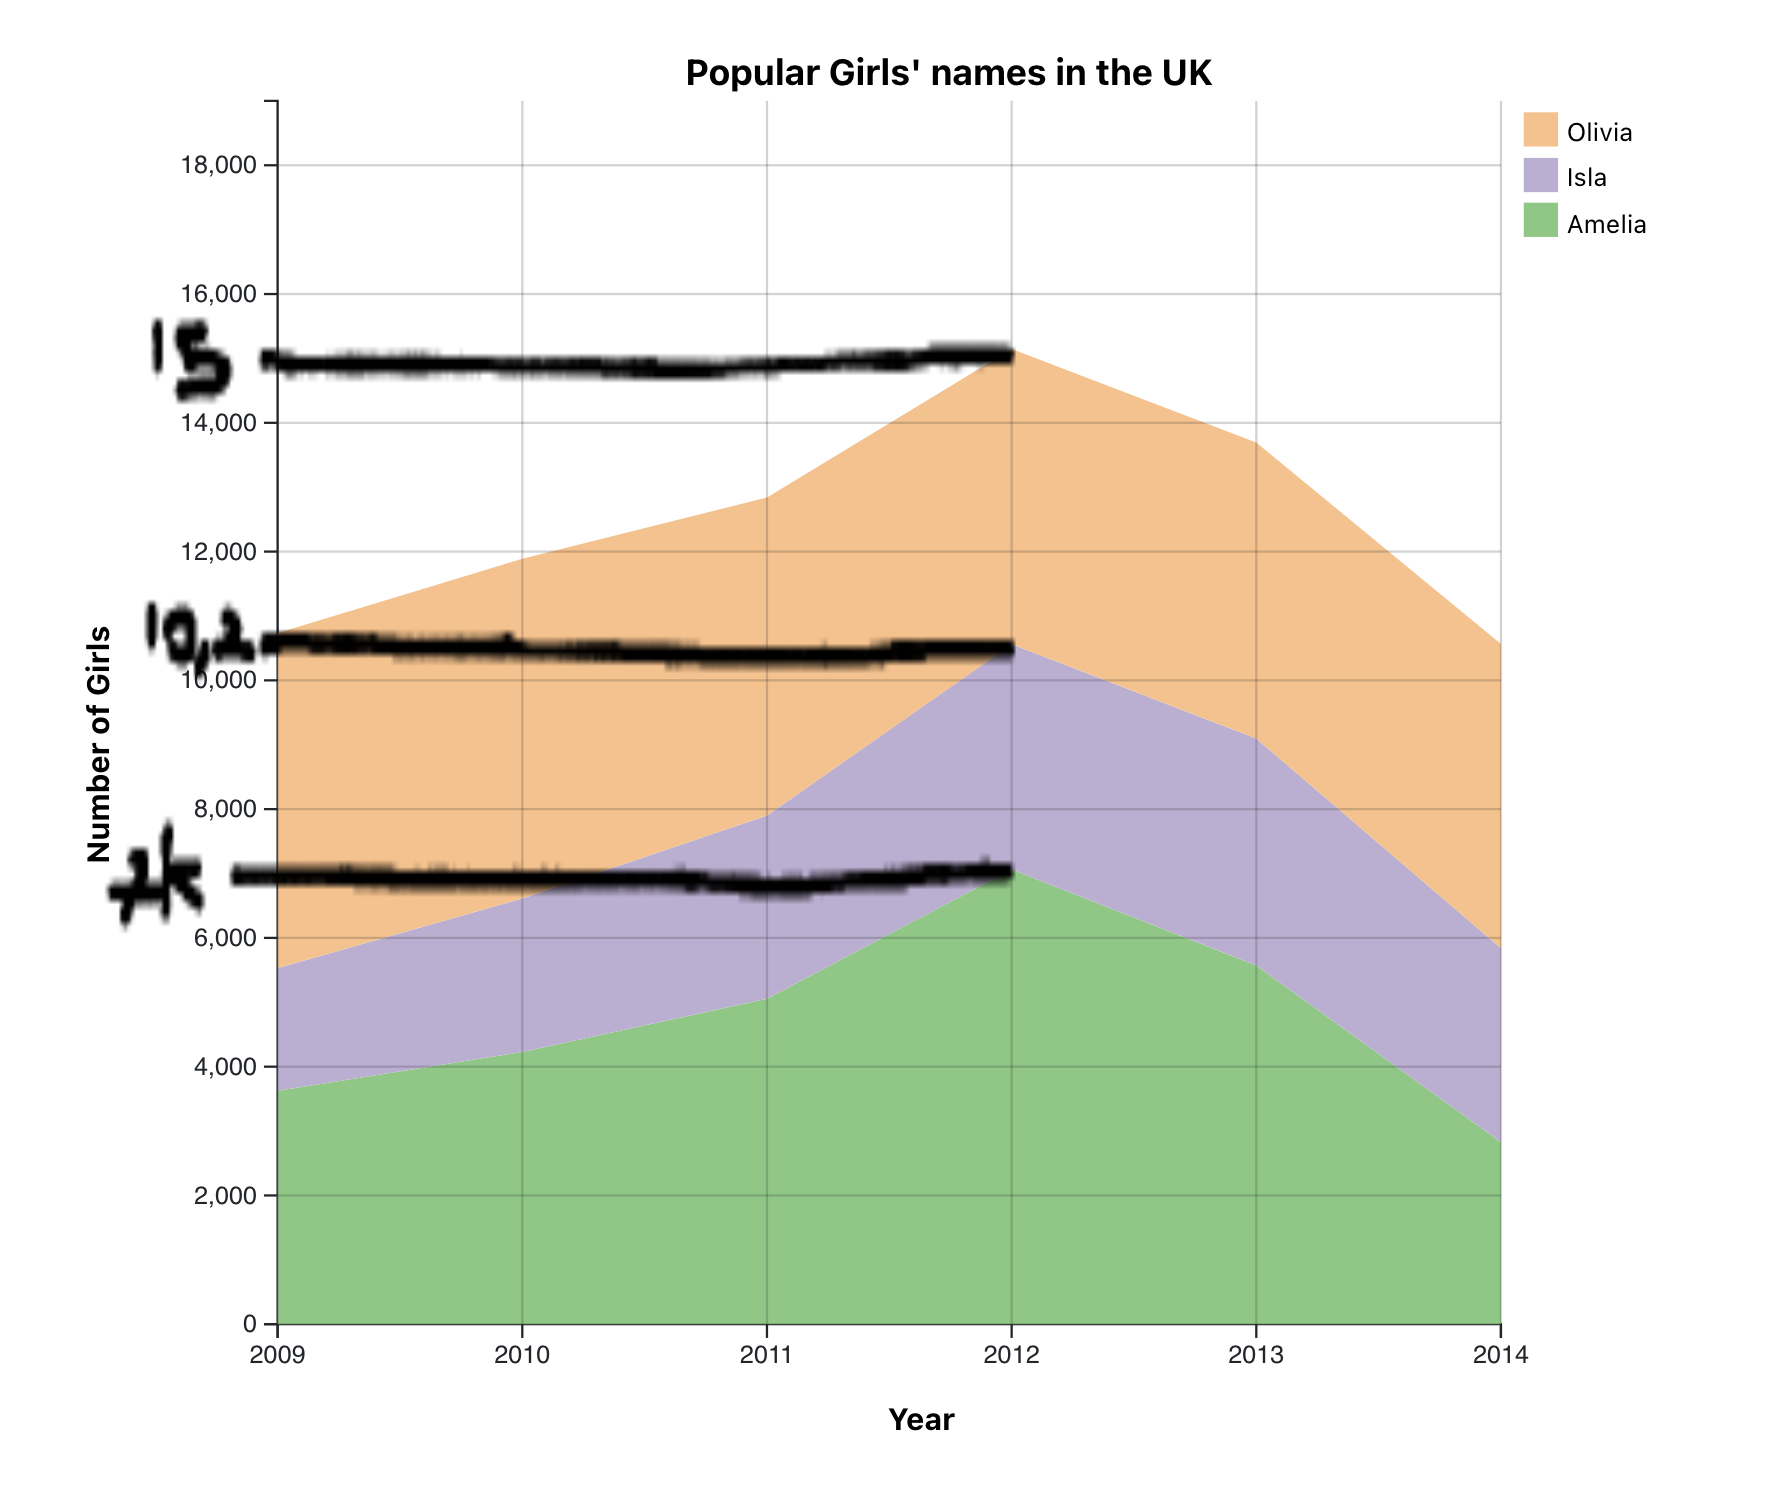 Popular Girls' names in the UK
Olivia
Isla
Amelia
Number of Girls
18,000
16,000
15
14,000
12,000
10,2
10,000
8,000
7k
6,000
4,000
2,000
0
2009 2010 2011 2012 2013 2014
Year